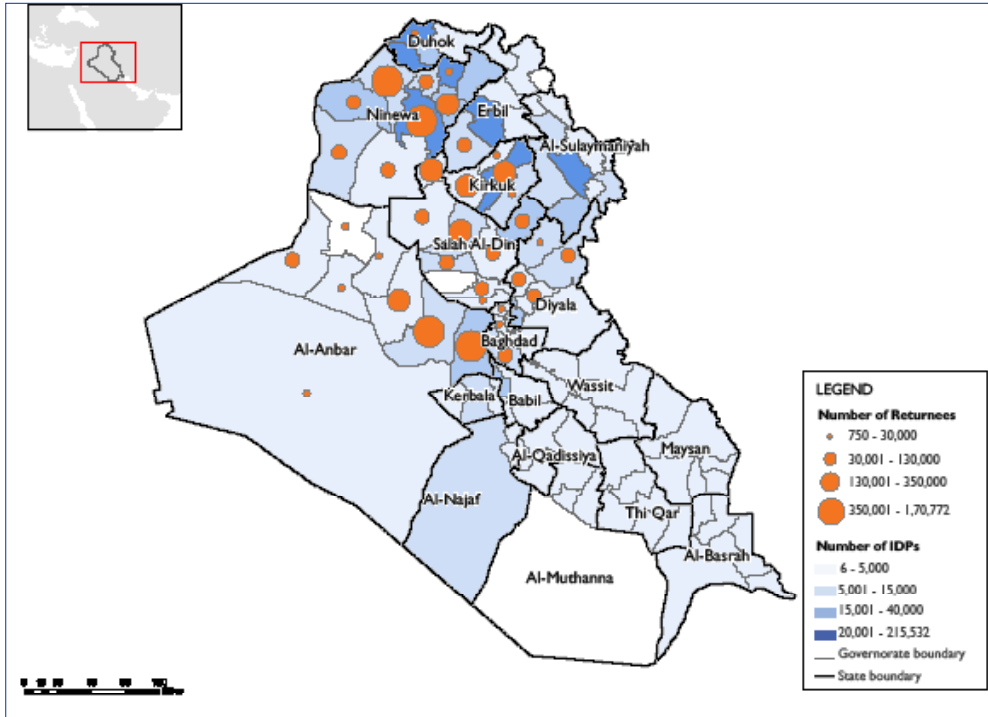 Duhok
Ninewa
Erbil
Al-Sulaymaniyah
Kirkuk
Salah Al-Din
Diyala
Al-Anbar
Baghdad
Wassit
Kerbala
Babil
Al-Qadissiya
Maysan
Al-Najaf
Thi Qar
Al-Basrah
Al-Muthanna
LEGEND
Number of Returnees
750 - 30,000
30,001 - 130,000
130,001 - 350,000
350,001 - 1,70,772
Number of IDPs
6 - 5,000
5,001 - 15,000
15,001 - 40,000
20,001 - 215,532
Governorate boundary
State boundary